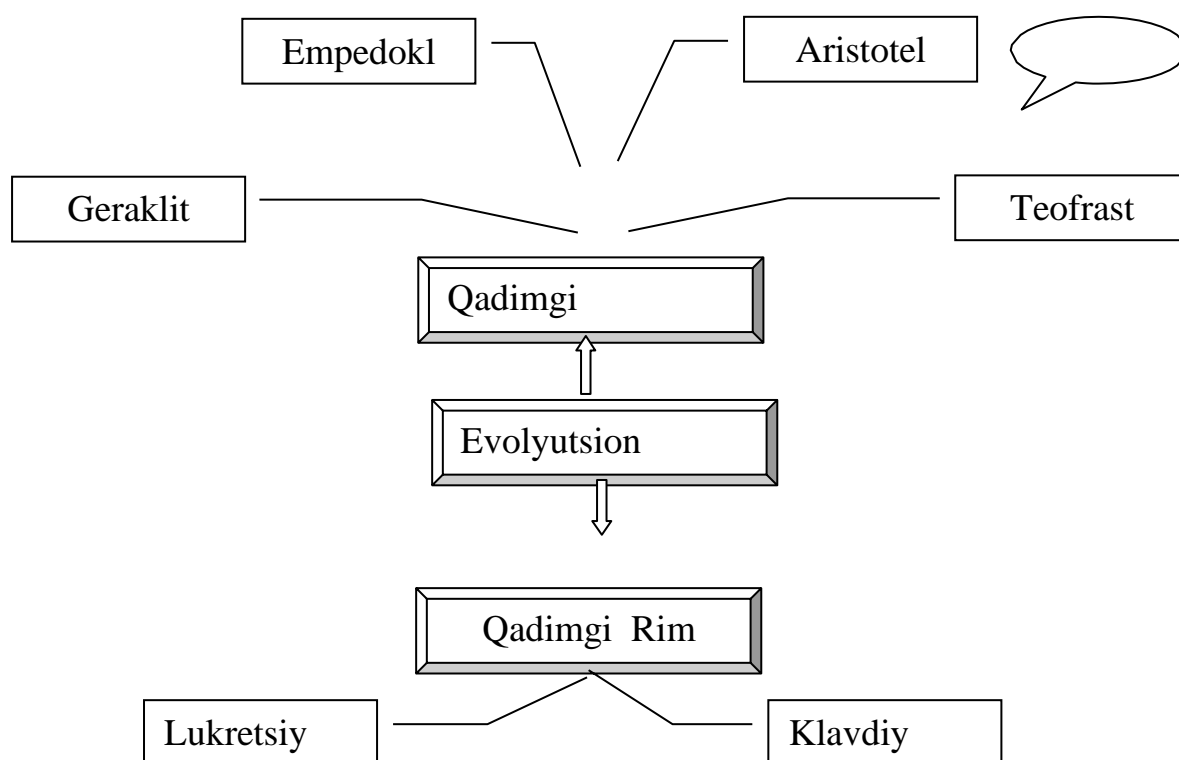 Empedokl
Aristotel
Geraklit
Teofrast
Qadimgi
Evolyutsion
Qadimgi Rim
Lukretsiy
Klavdiy